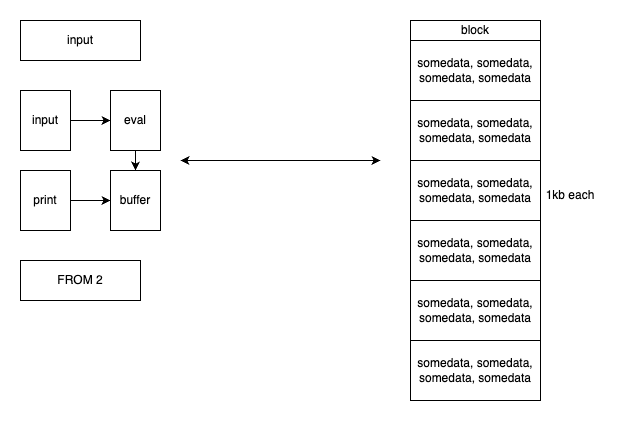 input
input
eval
print
buffer
FROM 2
block
somedata, somedata,
somedata, somedata
somedata, somedata,
somedata, somedata
somedata, somedata,
somedata, somedata
1kb each
somedata, somedata,
somedata, somedata
somedata, somedata,
somedata, somedata
somedata, somedata,
somedata, somedata